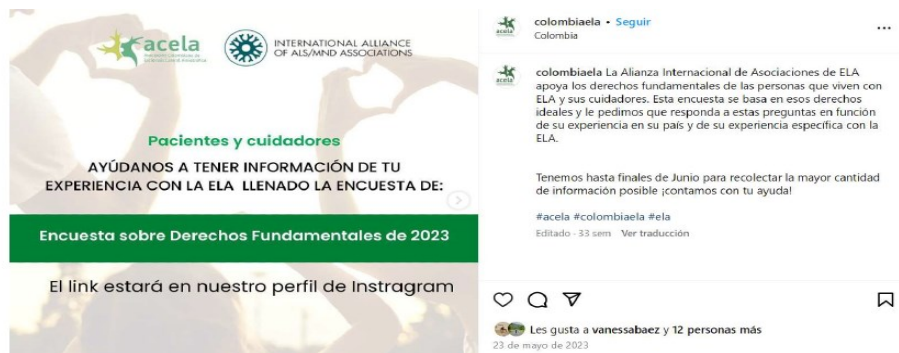 acela
INTERNATIONAL ALLIANCE
OF ALS/MND ASSOCIATIONS
Pacientes y cuidadores
AYÚDANOS A TENER INFORMACIÓN DE TU
EXPERIENCIA CON LA ELA LLENADO LA ENCUESTA DE:
Encuesta sobre Derechos Fundamentales de 2023
El link estará en nuestro perfil de Instragram
colombiaela • Seguir
Colombia
colombiaela La Alianza Internacional de Asociaciones de ELA
apoya los derechos fundamentales de las personas que viven con
ELA y sus cuidadores. Esta encuesta se basa en esos derechos
ideales y le pedimos que responda a estas preguntas en función
de su experiencia en su país y de su experiencia específica con la
ELA.
Tenemos hasta finales de Junio para recolectar la mayor cantidad
de información posible ¡contamos con tu ayuda!
#acela #colombiaela #ela
Editado · 33 sem Ver traducción
Les gusta a vanessabaez y 12 personas más
23 de mayo de 2023